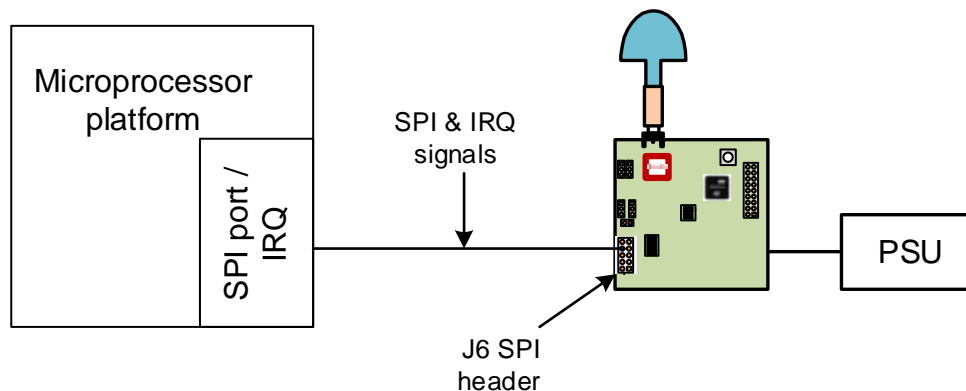 Microprocessor
platform
SPI port /
IRQ
SPI & IRQ
signals
J6 SPI
header
PSU